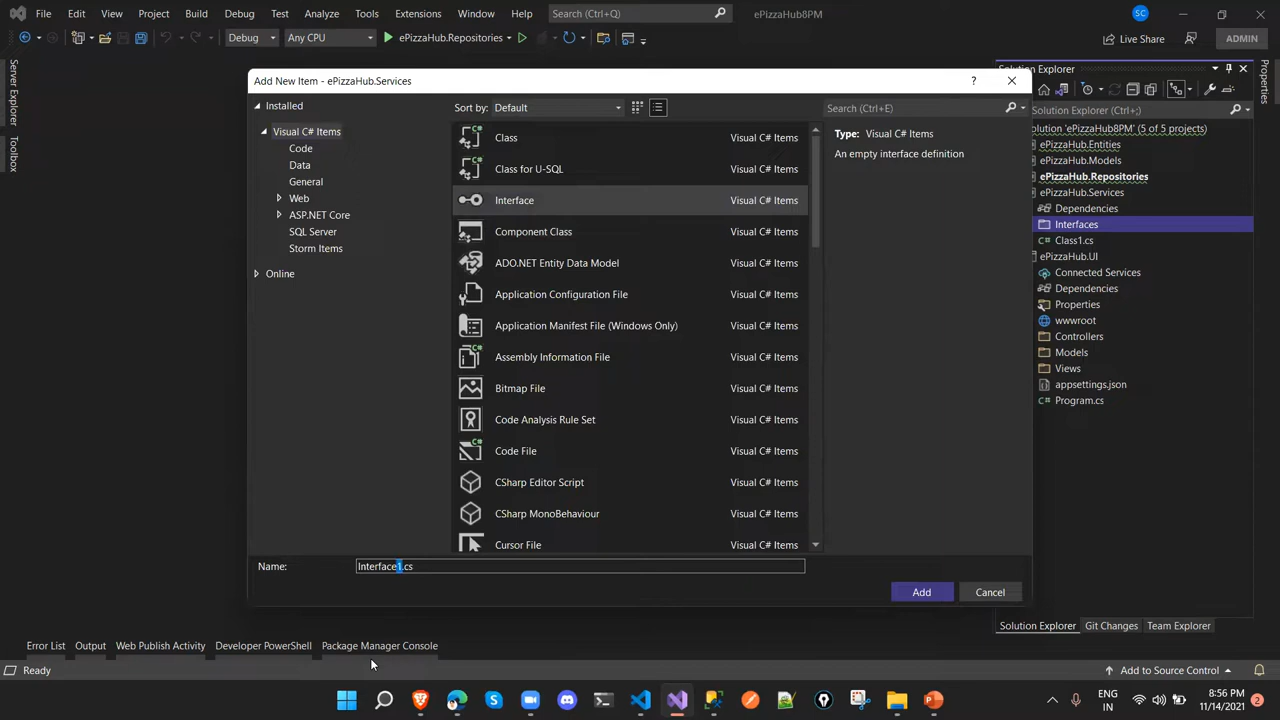 File Edit View Project Build Debug Test Analyze Tools Extensions Window Help Search (Ctrl+Q) ePizzaHub8PM SC
Debug Any CPU ePizzaHub.Repositories Live Share ADMIN
Server Explorer
Toolbox
Add New Item - ePizzaHub.Services ?
Installed
Visual C# Items
Code
Data
General
Web
ASP.NET Core
SQL Server
Storm Items
Online
Sort by: Default
Class Visual C# Items
Class for U-SQL Visual C# Items
Interface Visual C# Items
Component Class Visual C# Items
ADO.NET Entity Data Model Visual C# Items
Application Configuration File Visual C# Items
Application Manifest File (Windows Only) Visual C# Items
Assembly Information File Visual C# Items
Bitmap File Visual C# Items
Code Analysis Rule Set Visual C# Items
Code File Visual C# Items
CSharp Editor Script Visual C# Items
CSharp MonoBehaviour Visual C# Items
Cursor File Visual C# Items
Search (Ctrl+E)
Type: Visual C# Items
An empty interface definition
Name: Interface1.cs
Add Cancel
Solution Explorer
Solution Explorer (Ctrl+;)
olution 'ePizzaHub8PM' (5 of 5 projects)
ePizzaHub.Entities
ePizzaHub.Models
ePizzaHub.Repositories
ePizzaHub.Services
Dependencies
Interfaces
C# Class1.cs
ePizzaHub.UI
Connected Services
Dependencies
Properties
wwwroot
Controllers
Models
Views
appsettings.json
C# Program.cs
Properties
Solution Explorer Git Changes Team Explorer
Error List Output Web Publish Activity Developer PowerShell Package Manager Console
Ready Add to Source Control
ENG
IN
8:56 PM
11/14/2021
2